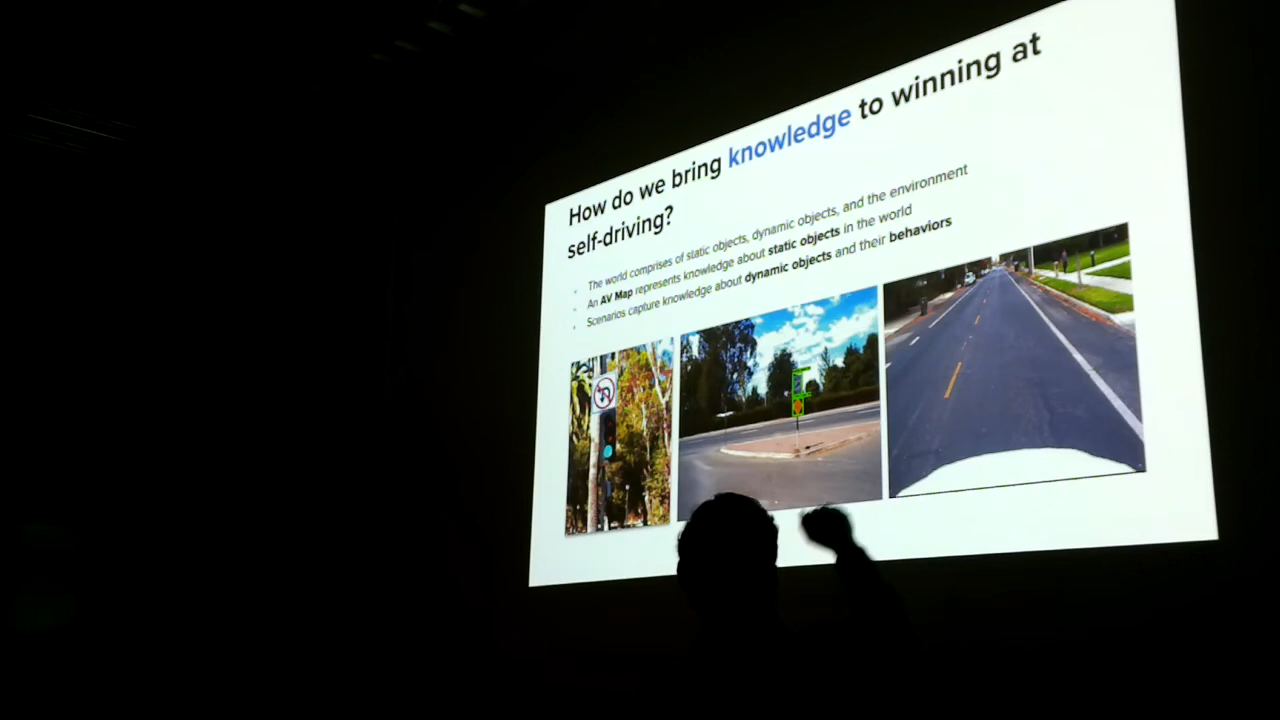 How do we bring knowledge to winning at
self-driving?
The world comprises of static objects, dynamic objects, and the environment
An AV Map represents knowledge about static objects in the world
Scenarios capture knowledge about dynamic objects and their behaviors